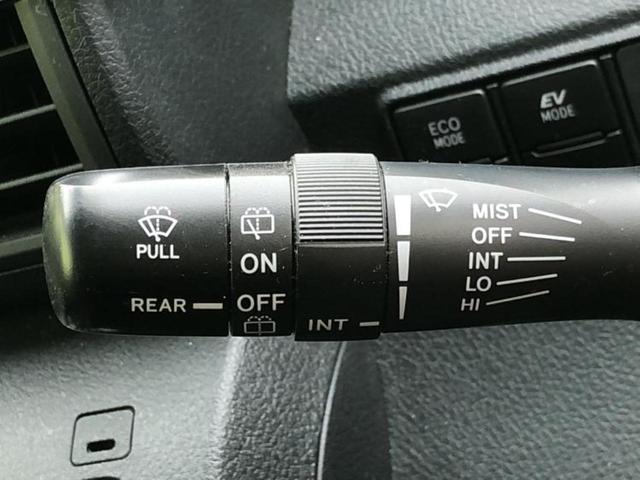 ECO
MODE
EV
MODE
PULL
REAR
ON
OFF
INT
MIST
OFF
INT
LO
HI